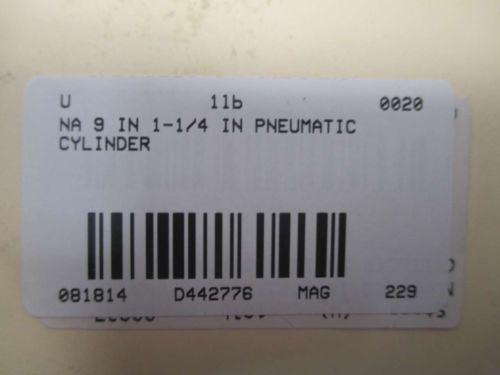 U 1lb 0020
NA 9 IN 1-1/4 IN PNEUMATIC
CYLINDER
081814 D442776 MAG 229